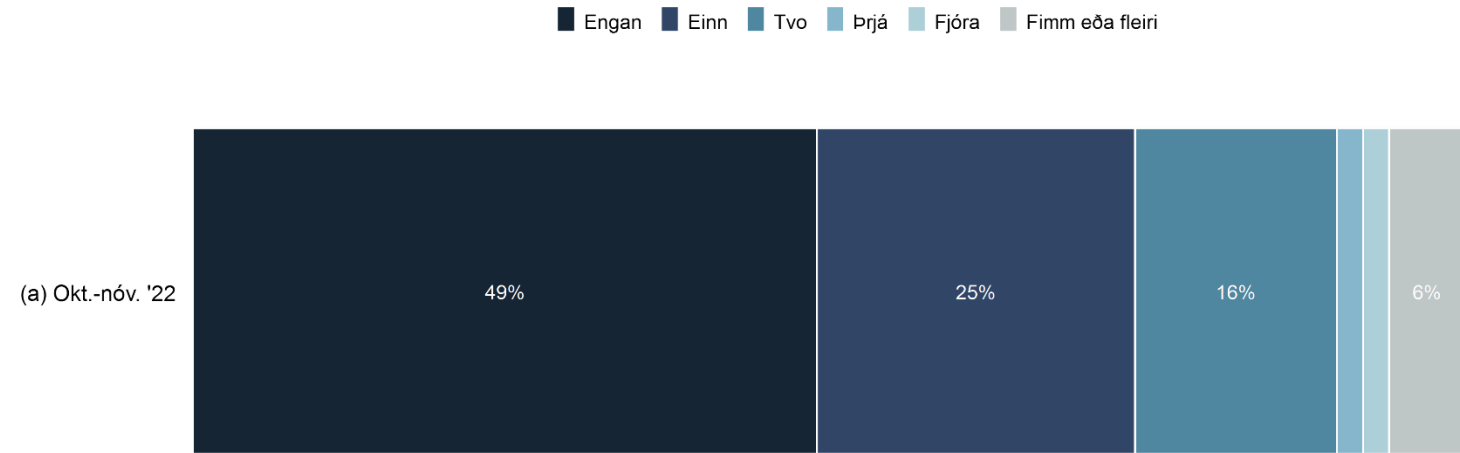 Engan Einn Tvo Þrjá Fjóra Fimm eða fleiri
(a) Okt.-nóv. '22 49% 25% 16% 6%